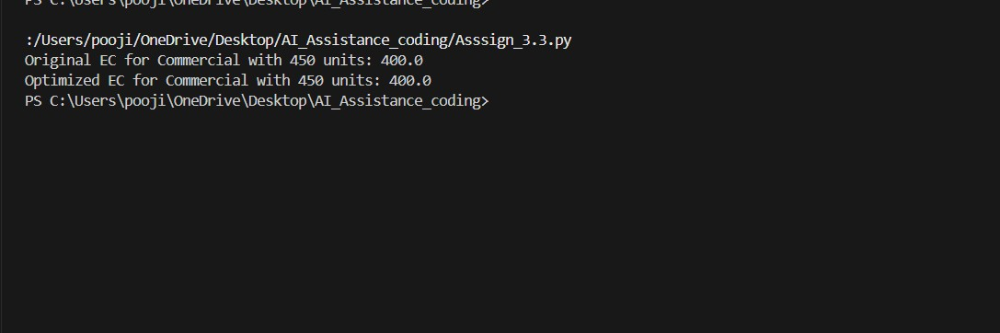 PS C:\Users\pooji\OneDrive\Desktop\AI_Assistance_coding>
:/Users/pooji/OneDrive/Desktop/AI_Assistance_coding/Asssign_3.3.py
Original EC for Commercial with 450 units: 400.0
Optimized EC for Commercial with 450 units: 400.0
PS C:\Users\pooji\OneDrive\Desktop\AI_Assistance_coding>